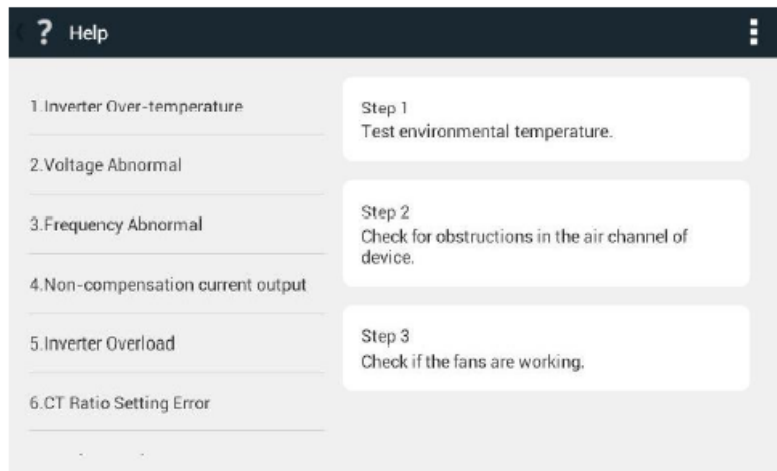 Help
1.Inverter Over-temperature
2.Voltage Abnormal
3.Frequency Abnormal
4.Non-compensation current output
5.Inverter Overload
6.CT Ratio Setting Error
Step 1
Test environmental temperature.
Step 2
Check for obstructions in the air channel of
device.
Step 3
Check if the fans are working.